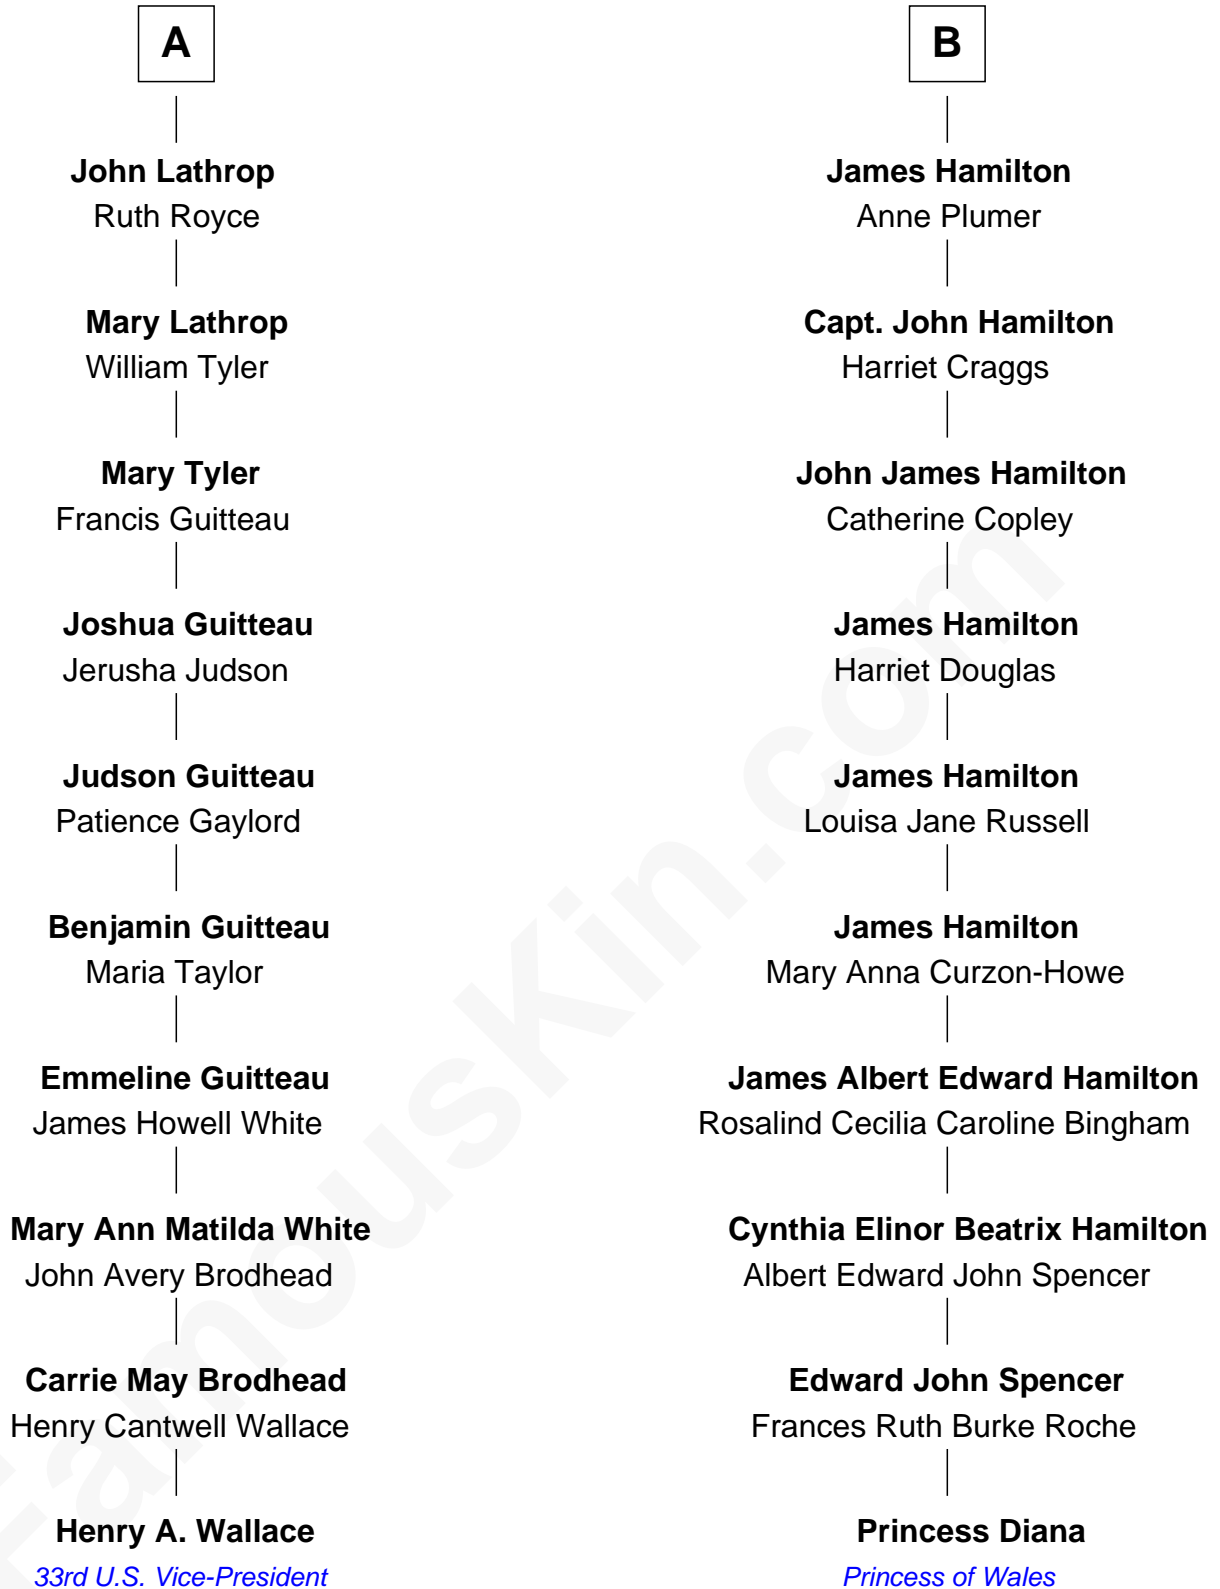 A
John Lathrop
Ruth Royce
Mary Lathrop
William Tyler
Mary Tyler
Francis Guitteau
Joshua Guitteau
Jerusha Judson
Judson Guitteau
Patience Gaylord
Benjamin Guitteau
Maria Taylor
Emmeline Guitteau
James Howell White
Mary Ann Matilda White
John Avery Brodhead
Carrie May Brodhead
Henry Cantwell Wallace
Henry A. Wallace
33rd U.S. Vice-President
B
James Hamilton
Anne Plumer
Capt. John Hamilton
Harriet Craggs
John James Hamilton
Catherine Copley
James Hamilton
Harriet Douglas
James Hamilton
Louisa Jane Russell
James Hamilton
Mary Anna Curzon-Howe
James Albert Edward Hamilton
Rosalind Cecilia Caroline Bingham
Cynthia Elinor Beatrix Hamilton
Albert Edward John Spencer
Edward John Spencer
Frances Ruth Burke Roche
Princess Diana
Princess of Wales
FamousKin.com